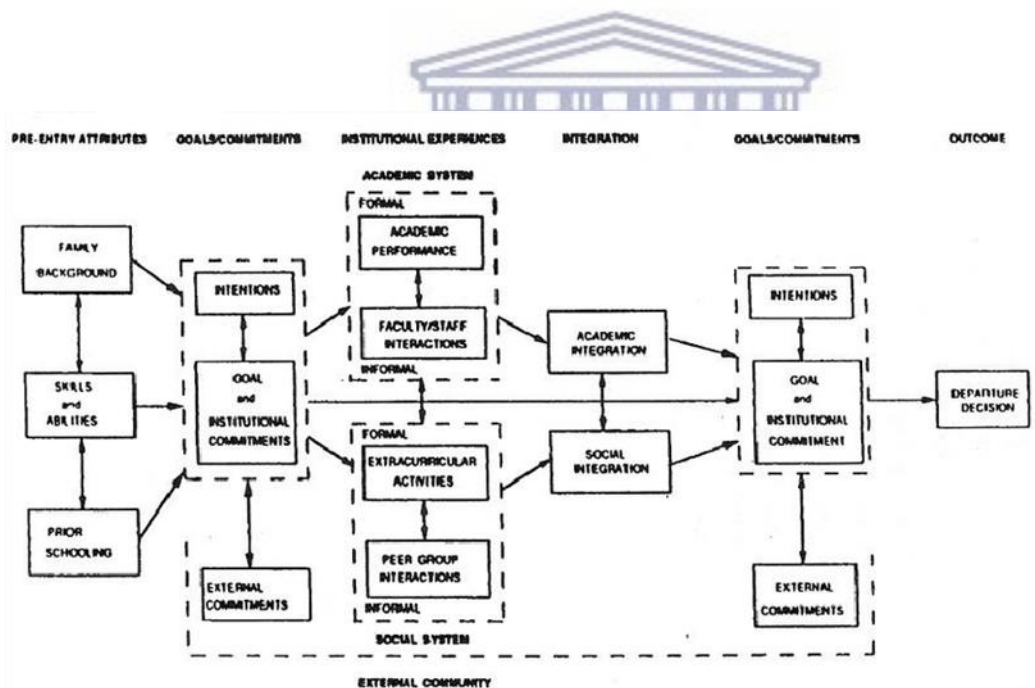 PRE-ENTRY ATTRIBUTES
GOALS/COMMITMENTS
INSTITUTIONAL EXPERIENCES
INTEGRATION
GOALS/COMMITMENTS
OUTCOME
ACADEMIC SYSTEM
FORMAL
ACADEMIC
PERFORMANCE
FACULTY/STAFF
INTERACTIONS
INFORMAL
FAMILY
BACKGROUND
SKILLS
and
ABILITIES
PRIOR
SCHOOLING
INTENTIONS
GOAL
and
INSTITUTIONAL
COMMITMENTS
EXTERNAL
COMMITMENTS
FORMAL
EXTRACURRICULAR
ACTIVITIES
PEER GROUP
INTERACTIONS
INFORMAL
SOCIAL SYSTEM
ACADEMIC
INTEGRATION
SOCIAL
INTEGRATION
INTENTIONS
GOAL
and
INSTITUTIONAL
COMMITMENT
EXTERNAL
COMMITMENTS
DEPARTURE
DECISION
EXTERNAL COMMUNITY